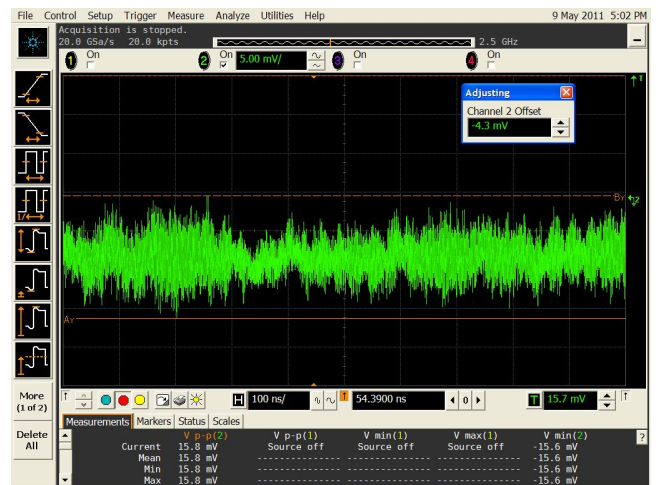 File Control Setup Trigger Measure Analyze Utilities Help 9 May 2011 5:02 PM
Acquisition is stopped.
20.0 GSa/s 20.0 kpts 2.5 GHz
1 On 2 On 5.00 mV/ 3 On 4 On
T
Adjusting
Channel 2 Offset
-4.3 mV
By 2
Ay
More
(1 of 2)
Delete
All
H 100 ns/ T 54.3900 ns 0 T 15.7 mV
Measurements Markers Status Scales
V p-p(2) V p-p(1) V min(1) V max(1) V min(2) ?
Current 15.8 mV Source off Source off Source off -15.6 mV
Mean 15.8 mV --------------- --------------- --------------- -15.6 mV
Min 15.8 mV --------------- --------------- --------------- -15.6 mV
Max 15.8 mV --------------- --------------- --------------- -15.6 mV